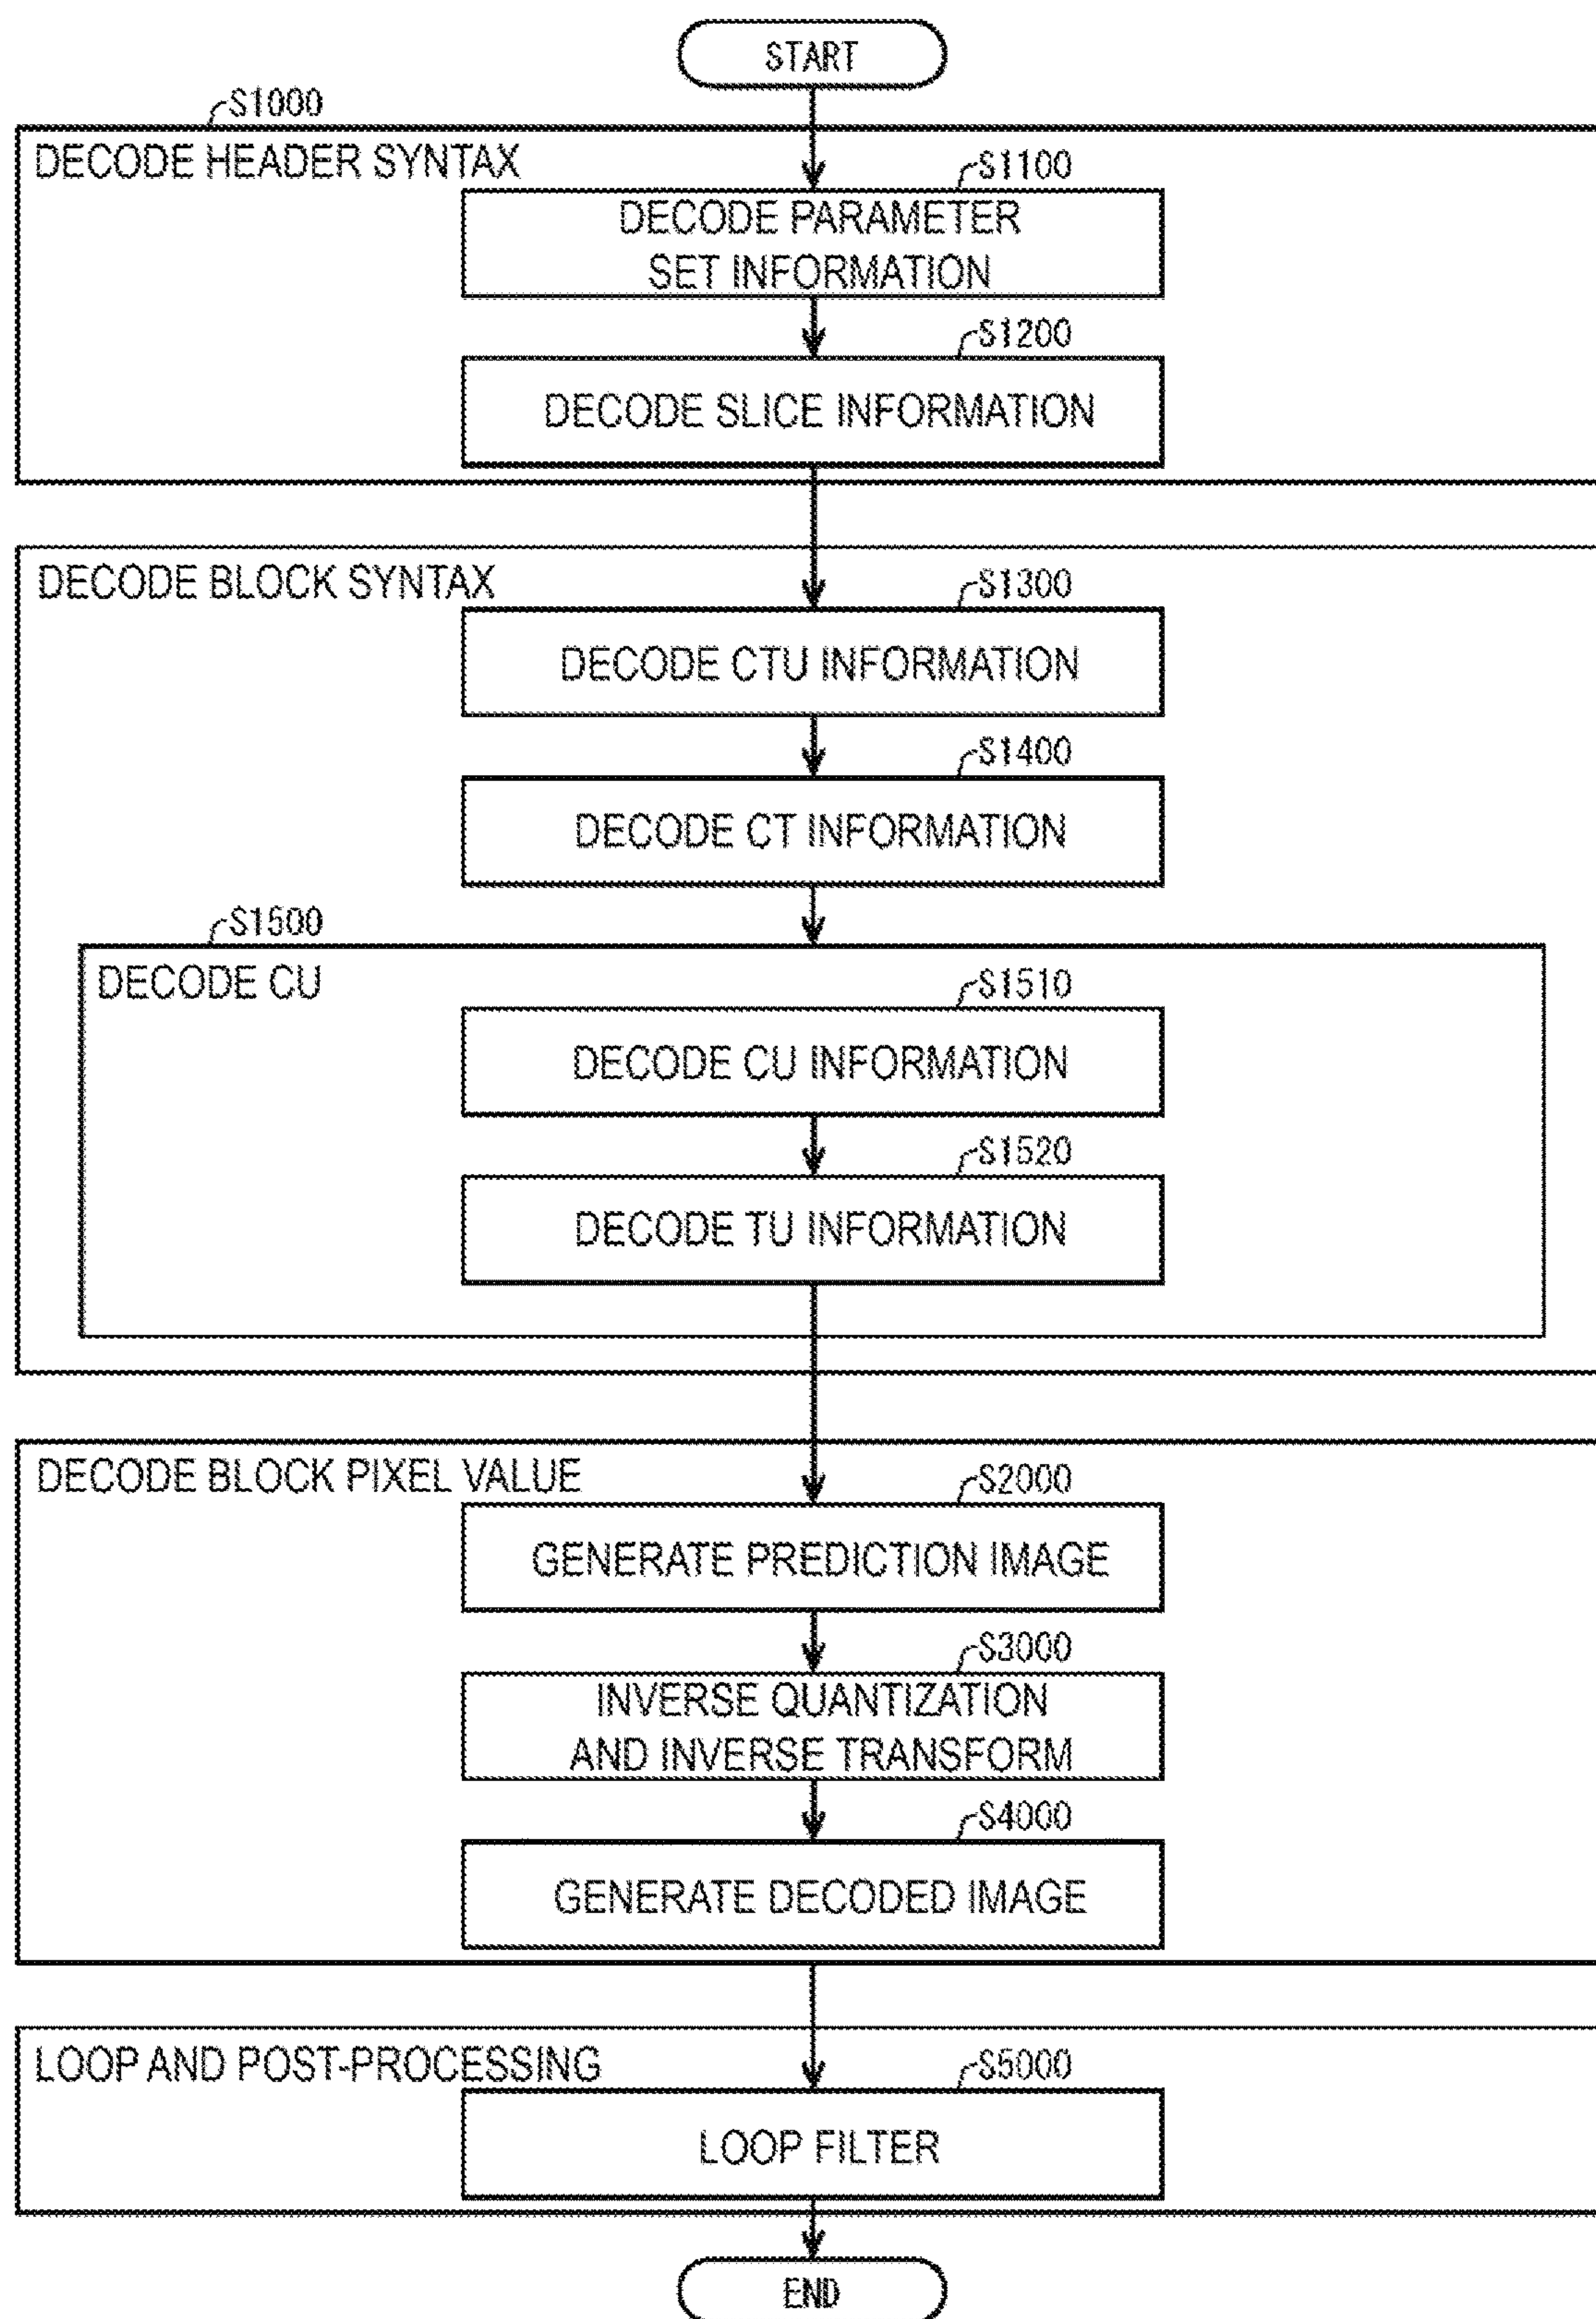 START
S1000
DECODE HEADER SYNTAX
S1100
DECODE PARAMETER
SET INFORMATION
S1200
DECODE SLICE INFORMATION
DECODE BLOCK SYNTAX
S1300
DECODE CTU INFORMATION
S1400
DECODE CT INFORMATION
S1500
DECODE CU
S1510
DECODE CU INFORMATION
S1520
DECODE TU INFORMATION
DECODE BLOCK PIXEL VALUE
S2000
GENERATE PREDICTION IMAGE
S3000
INVERSE QUANTIZATION
AND INVERSE TRANSFORM
S4000
GENERATE DECODED IMAGE
LOOP AND POST-PROCESSING
S5000
LOOP FILTER
END